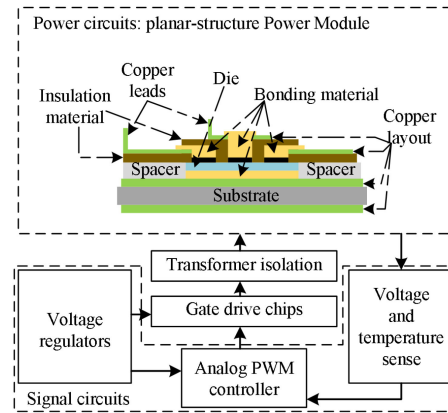 Power circuits: planar-structure Power Module
Copper
leads
Die
Bonding material
Insulation
material
Copper
layout
Spacer
Spacer
Substrate
Transformer isolation
Gate drive chips
Voltage
regulators
Analog PWM
controller
Voltage
and
temperature
sense
Signal circuits